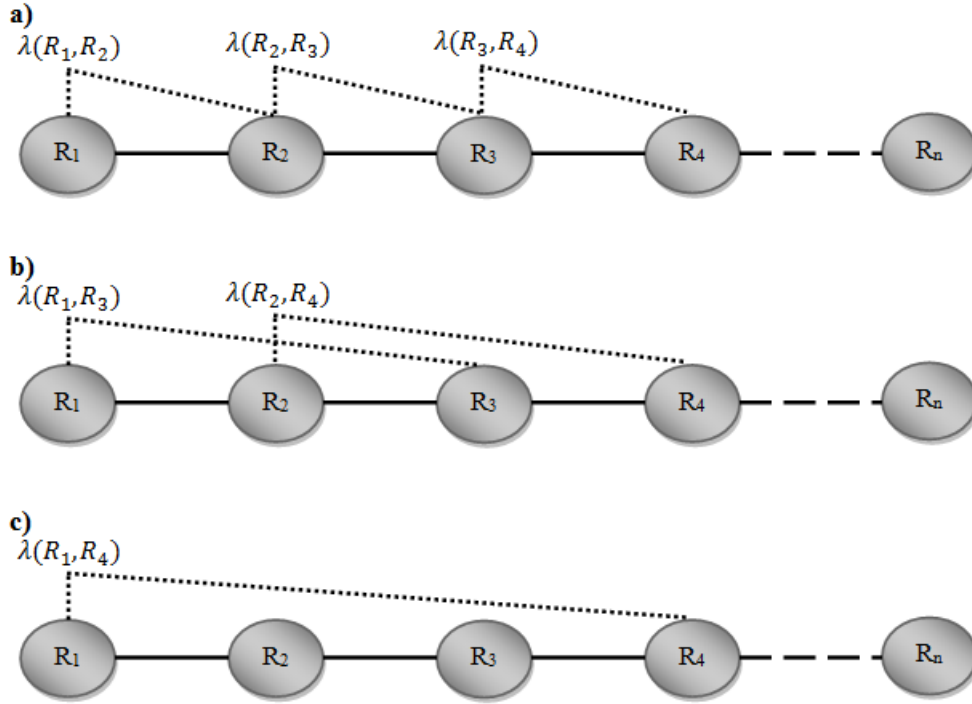 a)
λ(R₁,R₂) λ(R₂,R₃) λ(R₃,R₄)
R₁ R₂ R₃ R₄ Rₙ
b)
λ(R₁,R₃) λ(R₂,R₄)
R₁ R₂ R₃ R₄ Rₙ
c)
λ(R₁,R₄)
R₁ R₂ R₃ R₄ Rₙ